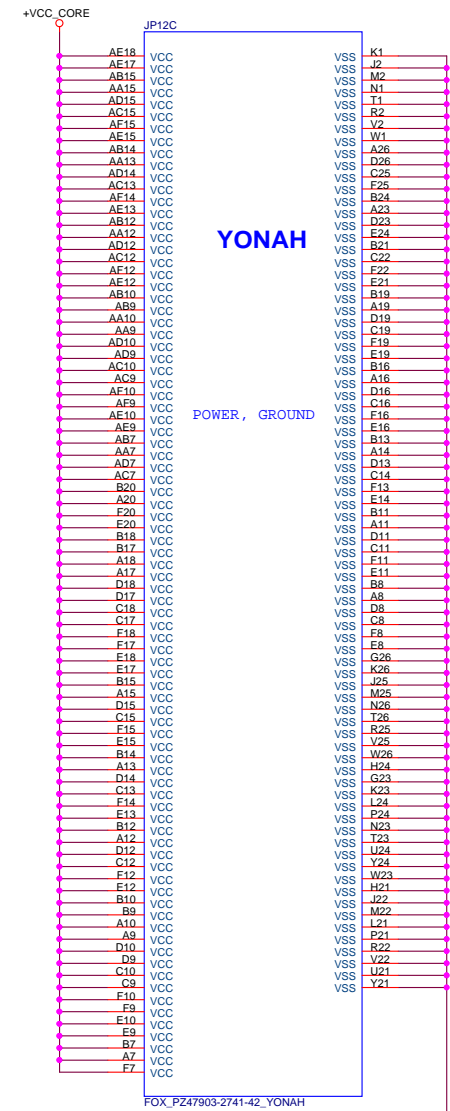 +VCC_CORE
JP12C
AE18 VCC VSS K1
AE17 VCC VSS J2
AB15 VCC VSS M2
AA15 VCC VSS N1
AD15 VCC VSS T1
AC15 VCC VSS R2
AF15 VCC VSS V2
AE15 VCC VSS W1
AB14 VCC VSS A26
AA13 VCC VSS D26
AD14 VCC VSS C25
AC13 VCC VSS F25
AF14 VCC VSS B24
AE13 VCC VSS A23
AB12 VCC VSS D23
AA12 VCC YONAH VSS E24
AD12 VCC VSS B21
AC12 VCC VSS C22
AF12 VCC VSS F22
AE12 VCC VSS E21
AB10 VCC VSS B19
AB9 VCC VSS A19
AA10 VCC VSS D19
AA9 VCC VSS C19
AD10 VCC VSS F19
AD9 VCC VSS E19
AC10 VCC VSS B16
AC9 VCC VSS A16
AF10 VCC VSS D16
AF9 VCC VSS C16
AE10 VCC POWER, GROUND VSS F16
AE9 VCC VSS E16
AB7 VCC VSS B13
AA7 VCC VSS A14
AD7 VCC VSS D13
AC7 VCC VSS C14
B20 VCC VSS F13
A20 VCC VSS E14
F20 VCC VSS B11
E20 VCC VSS A11
B18 VCC VSS D11
B17 VCC VSS C11
A18 VCC VSS F11
A17 VCC VSS E11
D18 VCC VSS B8
D17 VCC VSS A8
C18 VCC VSS D8
C17 VCC VSS C8
F18 VCC VSS F8
F17 VCC VSS E8
E18 VCC VSS G26
E17 VCC VSS K26
B15 VCC VSS J25
A15 VCC VSS M25
D15 VCC VSS N26
C15 VCC VSS T26
F15 VCC VSS R25
E15 VCC VSS V25
B14 VCC VSS W26
A13 VCC VSS H24
D14 VCC VSS G23
C13 VCC VSS K23
F14 VCC VSS L24
E13 VCC VSS P24
B12 VCC VSS N23
A12 VCC VSS T23
D12 VCC VSS U24
C12 VCC VSS Y24
F12 VCC VSS W23
E12 VCC VSS H21
B10 VCC VSS J22
B9 VCC VSS M22
A10 VCC VSS L21
A9 VCC VSS P21
D10 VCC VSS R22
D9 VCC VSS V22
C10 VCC VSS U21
C9 VCC VSS Y21
F10 VCC
F9 VCC
E10 VCC
E9 VCC
B7 VCC
A7 VCC
F7 VCC
FOX_PZ47903-2741-42_YONAH